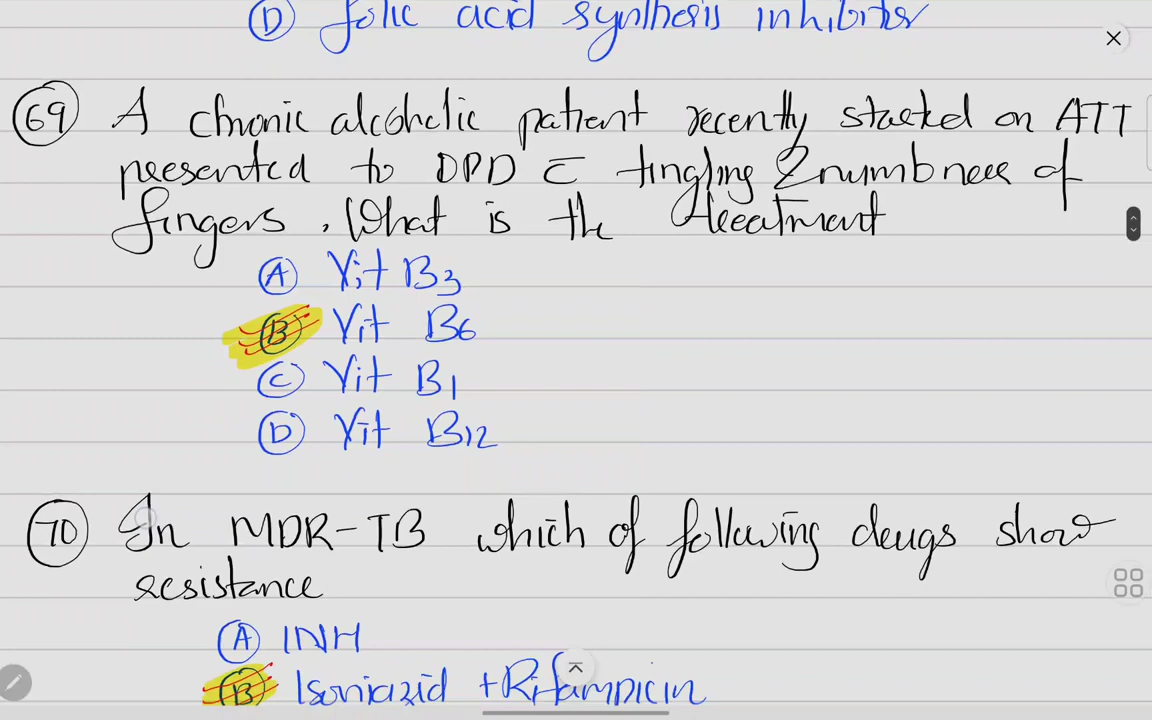 (D) folic acid synthesis inhibitor
(69) A chronic alcoholic patient recently started on ATT
presented to OPD c tingling & numbness of
fingers. What is the treatment
(A) Vit B3
(B) Vit B6
(C) Vit B1
(D) Vit B12
(70) In MDR-TB which of following drugs show
resistance
(A) INH
(B) Isoniazid + Rifampicin